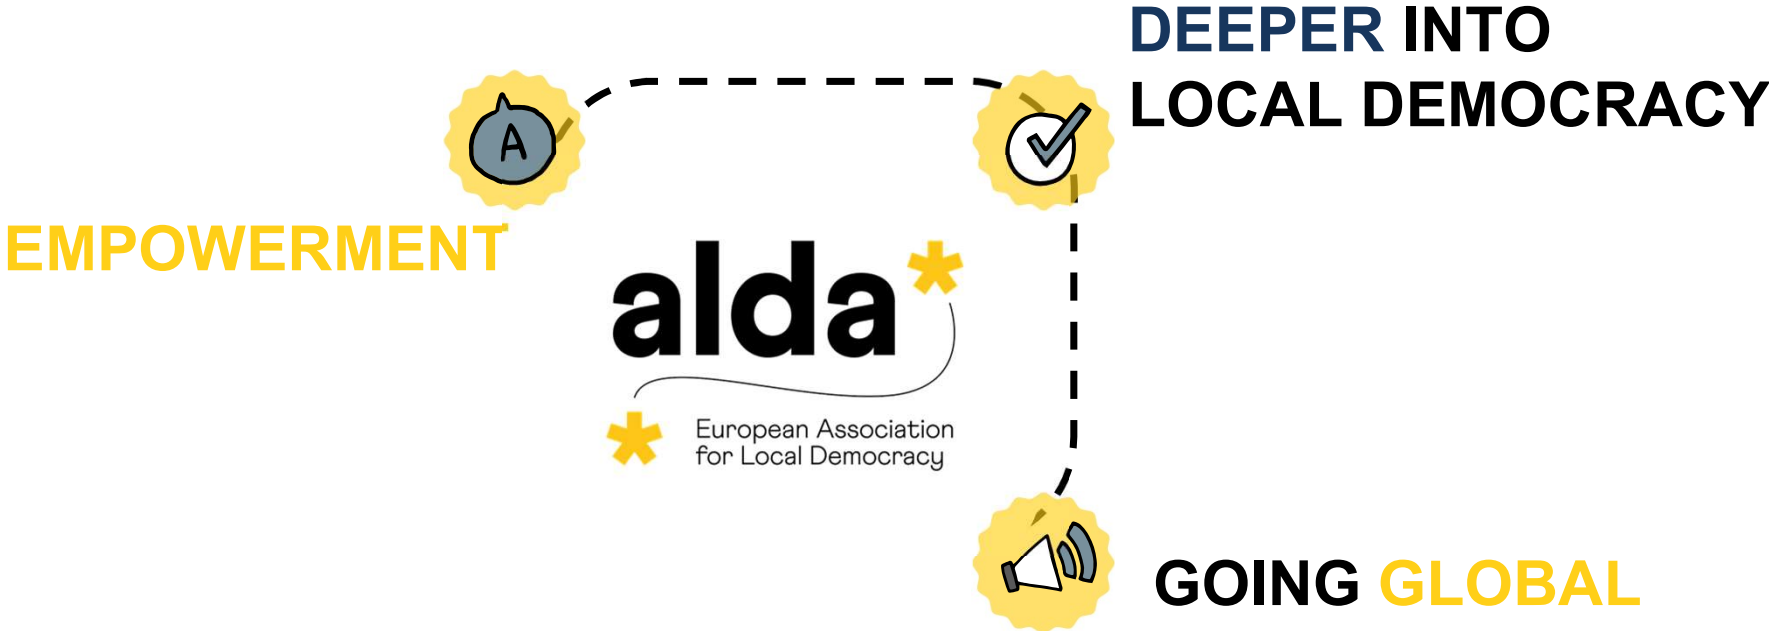 DEEPER INTO
LOCAL DEMOCRACY
A
EMPOWERMENT
alda*
European Association
for Local Democracy
GOING GLOBAL